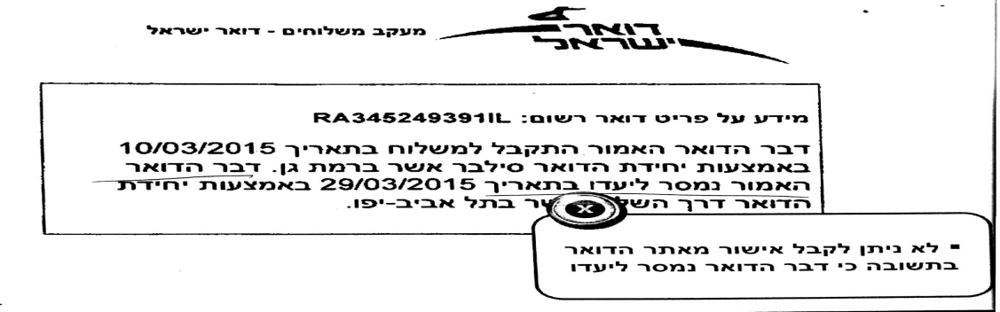 מעקב משלוחים - דואר ישראל
דואר
ישראל
מידע על פריט דואר רשום: RA345249391IL
דבר הדואר האמור התקבל למשלוח בתאריך 10/03/2015
באמצעות יחידת הדואר סילבר אשר ברמת גן. דבר הדואר
האמור נמסר ליעדו בתאריך 29/03/2015 באמצעות יחידת
הדואר דרך בתל אביב-יפו.
X
▪ לא ניתן לקבל אישור מאתר הדואר
בתשובה כי דבר הדואר נמסר ליעדו